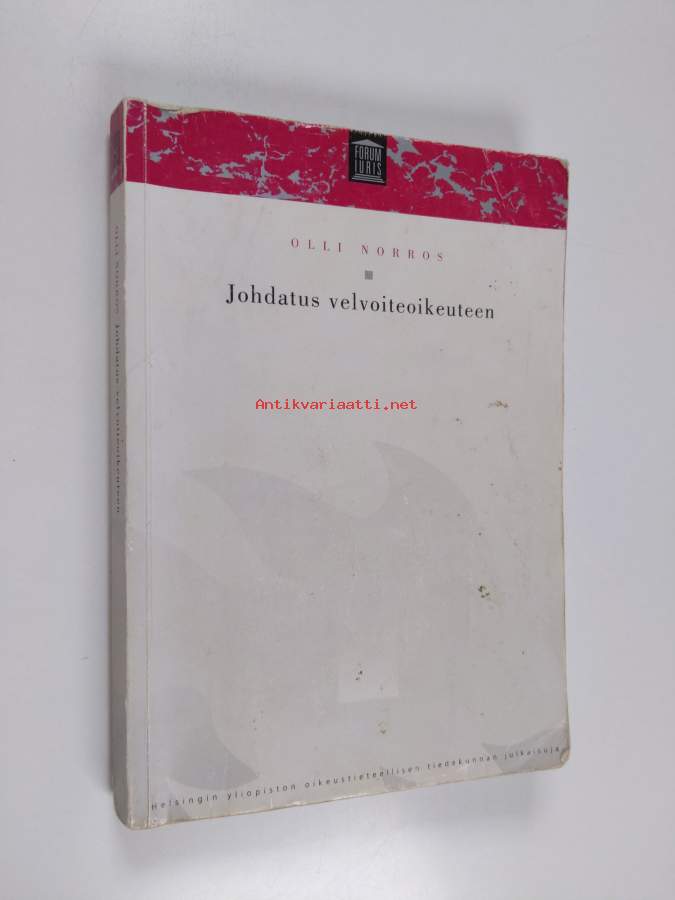 FORUM
IURIS
OLLI NORROS
Johdatus velvoiteoikeuteen
Antikvariaatti.net
Helsingin yliopiston oikeustieteellisen tiedekunnan julkaisuja
OLLI NORROS Johdatus velvoiteoikeuteen